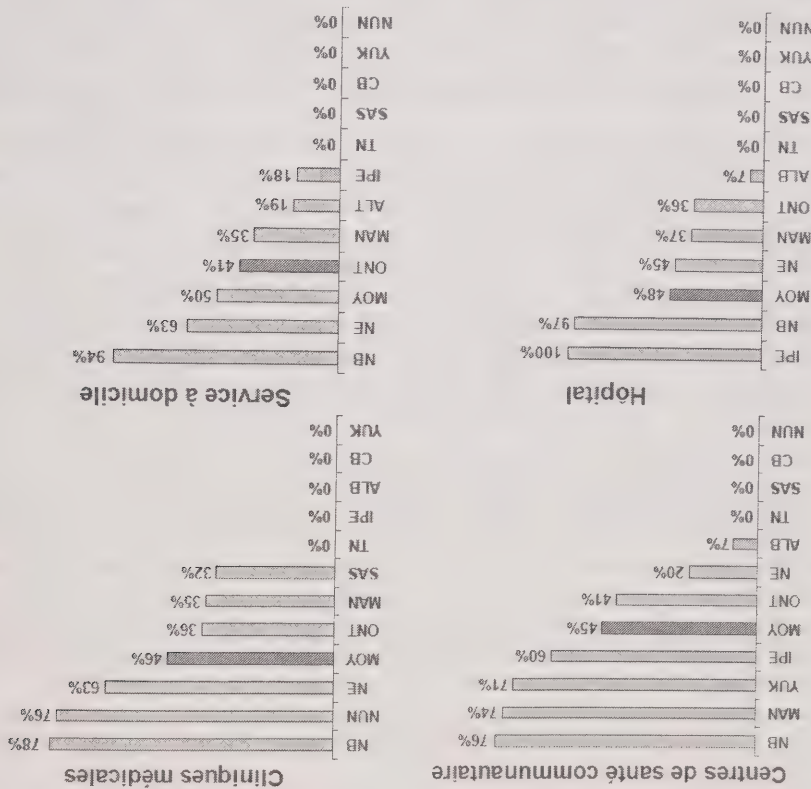 Cliniques médicales
NB 78%
NUN 76%
NE 63%
MOY 46%
ONT 36%
MAN 35%
SAS 32%
TN 0%
IPE 0%
ALB 0%
CB 0%
YUK 0%
Centres de santé communautaire
NB 76%
MAN 74%
YUK 71%
IPE 60%
MOY 45%
ONT 41%
NE 20%
ALB 7%
TN 0%
SAS 0%
CB 0%
NUN 0%
Service à domicile
NB 94%
NE 63%
MOY 50%
ONT 41%
MAN 35%
ALT 19%
IPE 18%
TN 0%
SAS 0%
CB 0%
YUK 0%
NUN 0%
Hôpital
IPE 100%
NB 97%
MOY 48%
NE 45%
MAN 37%
ONT 36%
ALB 7%
TN 0%
SAS 0%
CB 0%
YUK 0%
NUN 0%